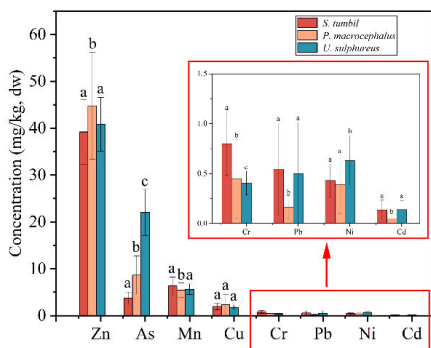 S. tumbil
P. macrocephalus
U. sulphureus
Concentration (mg/kg, dw)
60
50
40
30
20
10
0
a b a
a b c
a b a
a a a
Zn As Mn Cu Cr Pb Ni Cd
1.5
1.0
0.5
0.0
a b c
a b a
a a b
a b a
Cr Pb Ni Cd